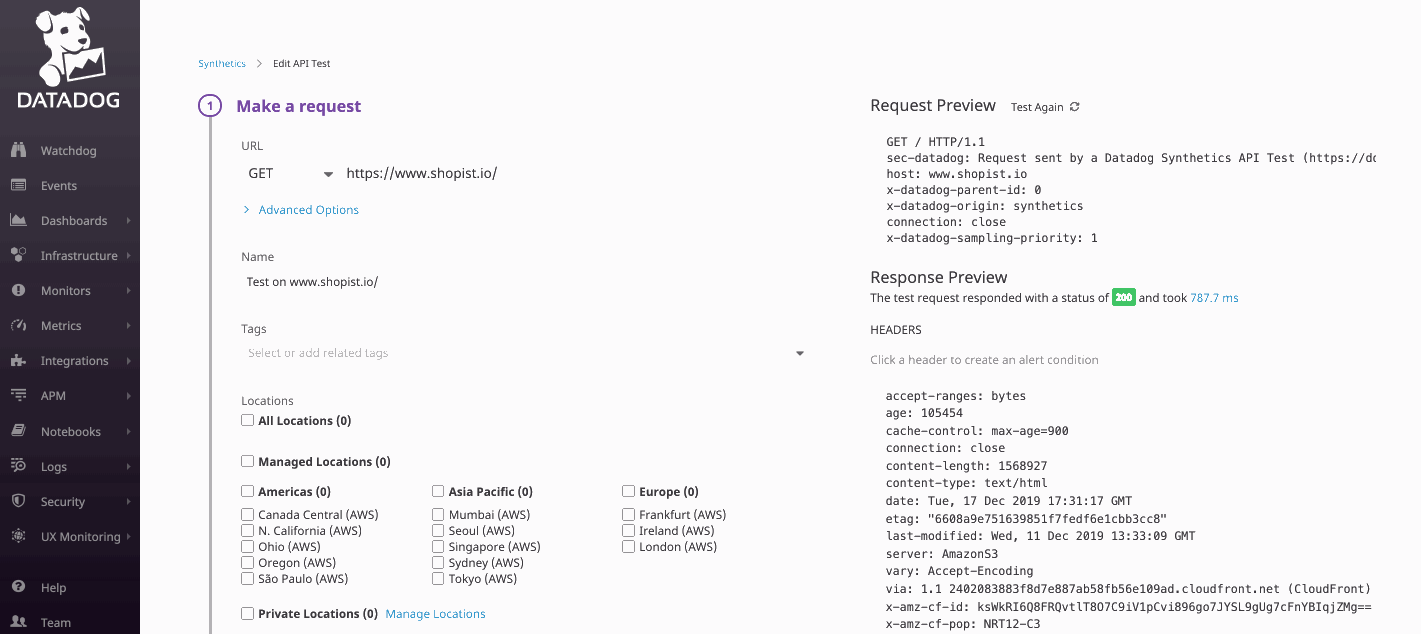 DATADOG
Watchdog
Events
Dashboards
Infrastructure
Monitors
Metrics
Integrations
APM
Notebooks
Logs
Security
UX Monitoring
Help
Team
Synthetics > Edit API Test
1 Make a request
URL
GET https://www.shopist.io/
> Advanced Options
Name
Test on www.shopist.io/
Tags
Select or add related tags
Locations
All Locations (0)
Managed Locations (0)
Americas (0)
Canada Central (AWS)
N. California (AWS)
Ohio (AWS)
Oregon (AWS)
São Paulo (AWS)
Asia Pacific (0)
Mumbai (AWS)
Seoul (AWS)
Singapore (AWS)
Sydney (AWS)
Tokyo (AWS)
Europe (0)
Frankfurt (AWS)
Ireland (AWS)
London (AWS)
Private Locations (0) Manage Locations
Request Preview Test Again
GET / HTTP/1.1
sec-datadog: Request sent by a Datadog Synthetics API Test (https://do
host: www.shopist.io
x-datadog-parent-id: 0
x-datadog-origin: synthetics
connection: close
x-datadog-sampling-priority: 1
Response Preview
The test request responded with a status of 200 and took 787.7 ms
HEADERS
Click a header to create an alert condition
accept-ranges: bytes
age: 105454
cache-control: max-age=900
connection: close
content-length: 1568927
content-type: text/html
date: Tue, 17 Dec 2019 17:31:17 GMT
etag: "6608a9e751639851f7fedf6e1cbb3cc8"
last-modified: Wed, 11 Dec 2019 13:33:09 GMT
server: AmazonS3
vary: Accept-Encoding
via: 1.1 2402083883f8d7e887ab58fb56e109ad.cloudfront.net (CloudFront)
x-amz-cf-id: ksWkRI6Q8FRQvtlT8O7C9iV1pCvi896go7JYSL9gUg7cFnYBIqjZMg==
x-amz-cf-pop: NRT12-C3